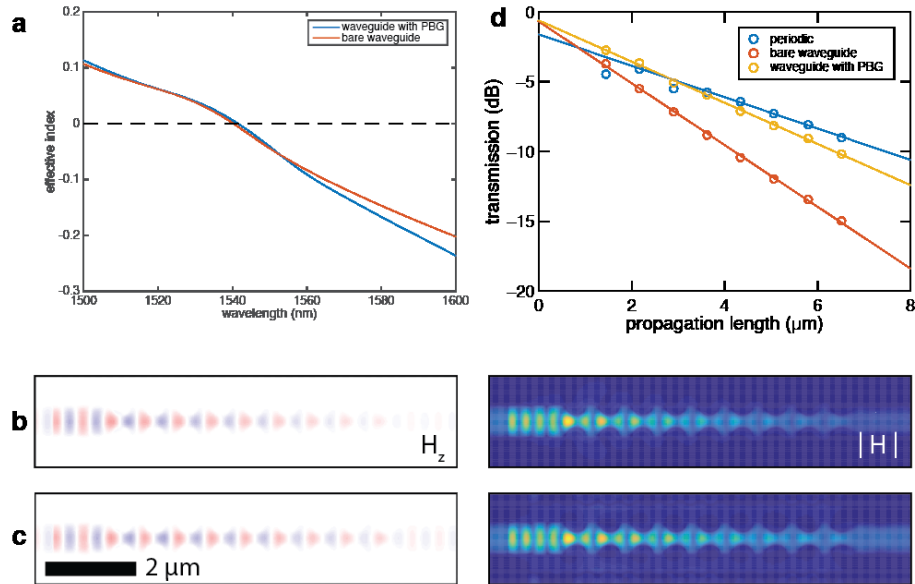 a
waveguide with PBG
bare waveguide
0.1
0
-0.1
-0.2
-0.3
effective index
1500
1520
1540
1560
1580
1600
wavelength (nm)
d
periodic
bare waveguide
waveguide with PBG
0
-5
-10
-15
-20
transmission (dB)
0
2
4
6
8
propagation length (μm)
b
Hz
|H|
c
2 μm